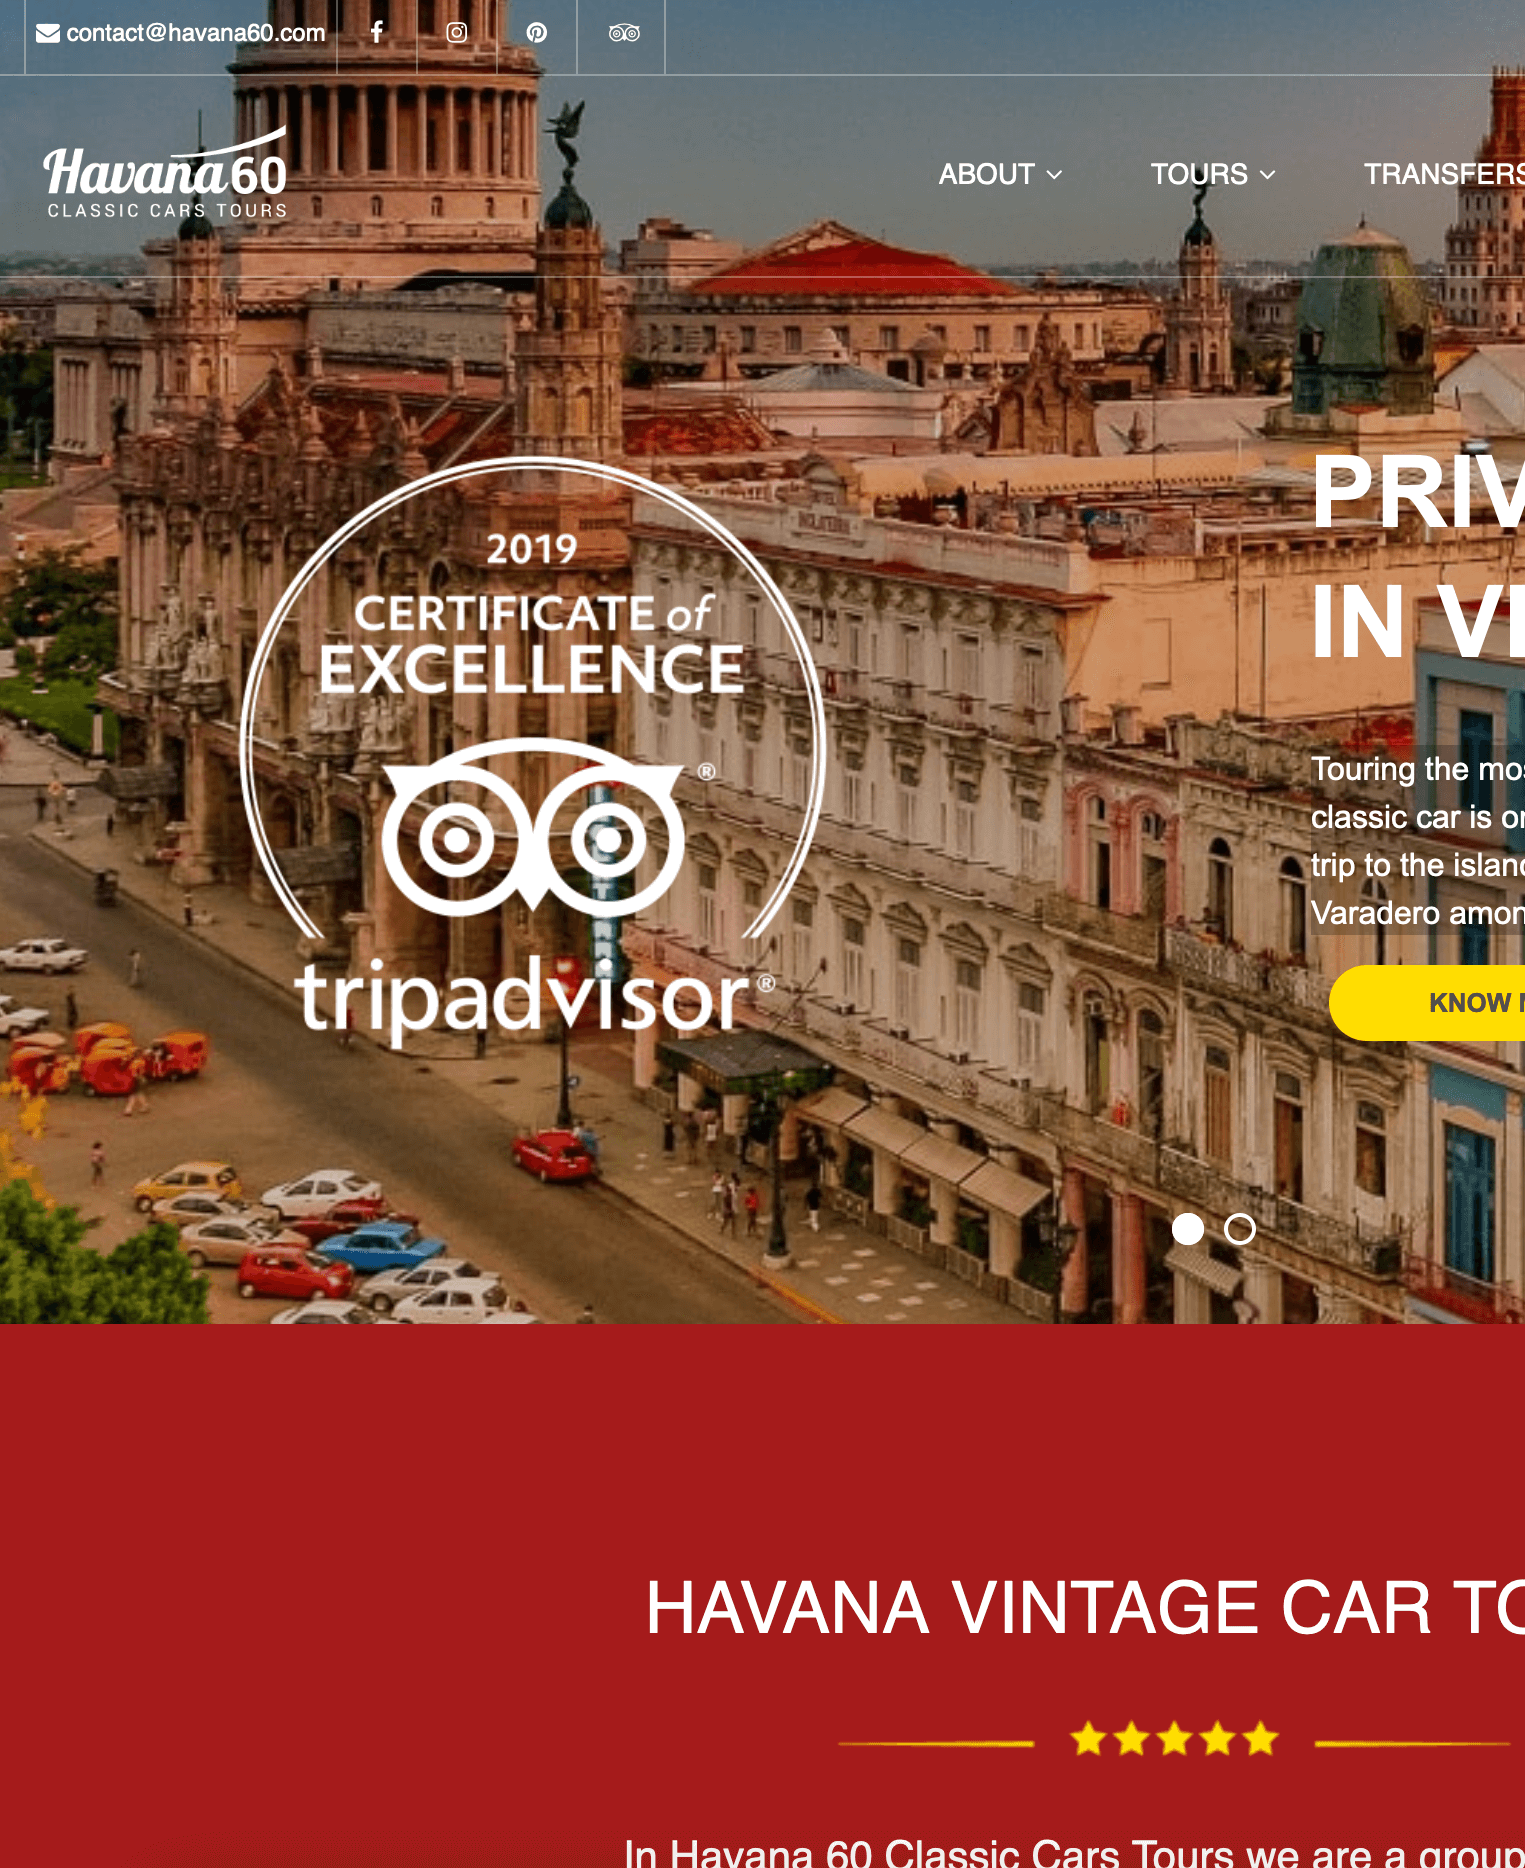 contact@havana60.com
Havana60
CLASSIC CARS TOURS
ABOUT
TOURS
TRANSFERS
2019
CERTIFICATE of
EXCELLENCE
®
tripadvisor®
PRIV
IN V
Touring the mos
classic car is o
trip to the island
Varadero amon
KNOW
HAVANA VINTAGE CAR TO
In Havana 60 Classic Cars Tours we are a group